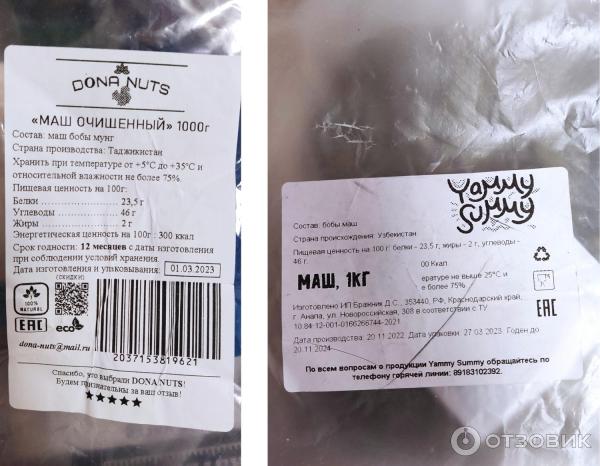 DONA NUTS
«МАШ ОЧИЩЕННЫЙ» 1000г
Состав: маш бобы мунг
Страна производства: Таджикистан
Хранить при температуре от +5°С до +35°С и
относительной влажности не более 75%
Пищевая ценность на 100г:
Белки 23,5 г
Углеводы 46 г
Жиры 2 г
Энергетическая ценность на 100г: 300 ккал
Срок годности: 12 месяцев с даты изготовления
при соблюдении условий хранения.
Дата изготовления и упаковывания: 01.03.2023
(СКИДКИ)
100%
NATURAL
EAC
eco
dona-nuts@mail.ru
2037153819621
Спасибо, что выбрали DONA NUTS!
Будем признательны за ваш отзыв!
Yammy
Summy
Состав: бобы маш
Страна происхождения: Узбекистан
Пищевая ценность на 100 г: белки - 23,5 г, жиры - 2 г, углеводы -
46 г.
00 Ккал
МАШ, 1КГ
ературе не выше 25°С и
е более 75%
Изготовлено ИП Бражник Д.С., 353440, РФ, Краснодарский край,
г. Анапа, ул. Новороссийская, 308 в соответствии с ТУ
10.84-12-001-0166266744-2021
EAC
Дата производства: 20.11.2022 Дата упаковки: 27.03.2023 Годен до
20.11.2024
По всем вопросам о продукции Yammy Summy обращайтесь по
телефону горячей линии: 89183102392.
ОТЗОВИК